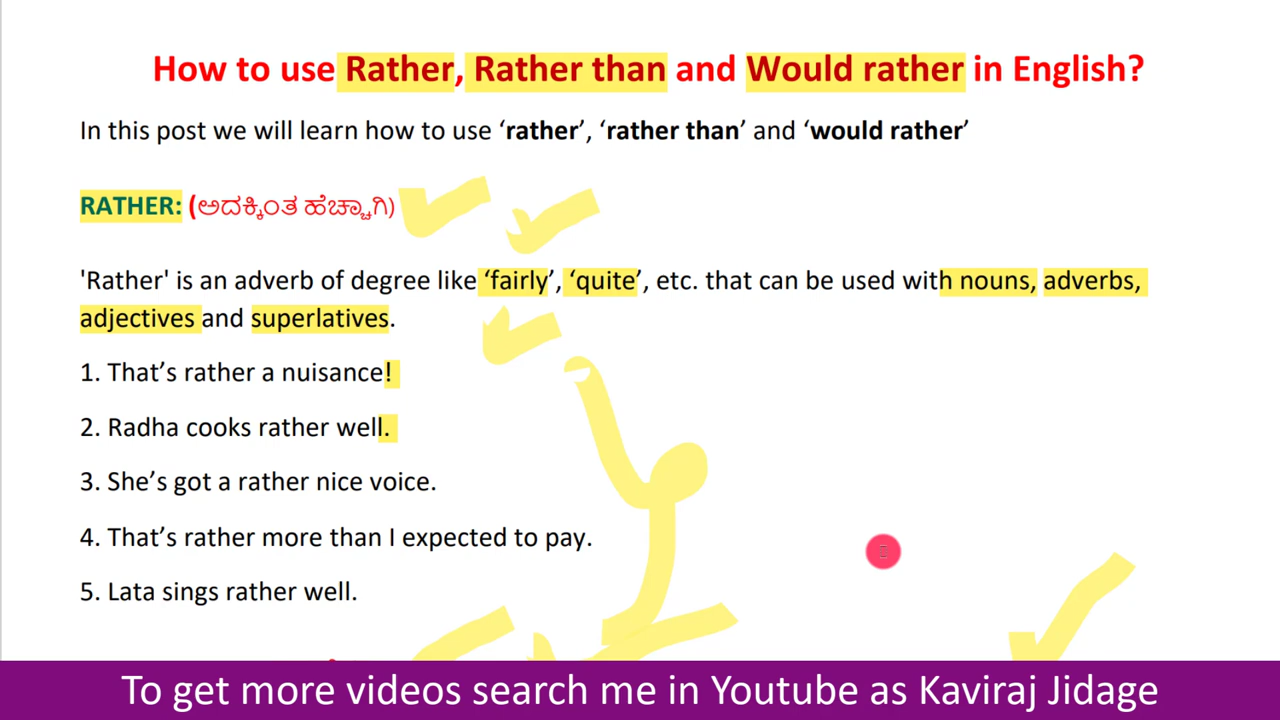 How to use Rather, Rather than and Would rather in English?
In this post we will learn how to use ‘rather’, ‘rather than’ and ‘would rather’
RATHER: (ಅದಕ್ಕಿಂತ ಹೆಚ್ಚಾಗಿ)
'Rather' is an adverb of degree like ‘fairly’, ‘quite’, etc. that can be used with nouns, adverbs,
adjectives and superlatives.
1. That’s rather a nuisance!
2. Radha cooks rather well.
3. She’s got a rather nice voice.
4. That’s rather more than I expected to pay.
5. Lata sings rather well.
To get more videos search me in Youtube as Kaviraj Jidage